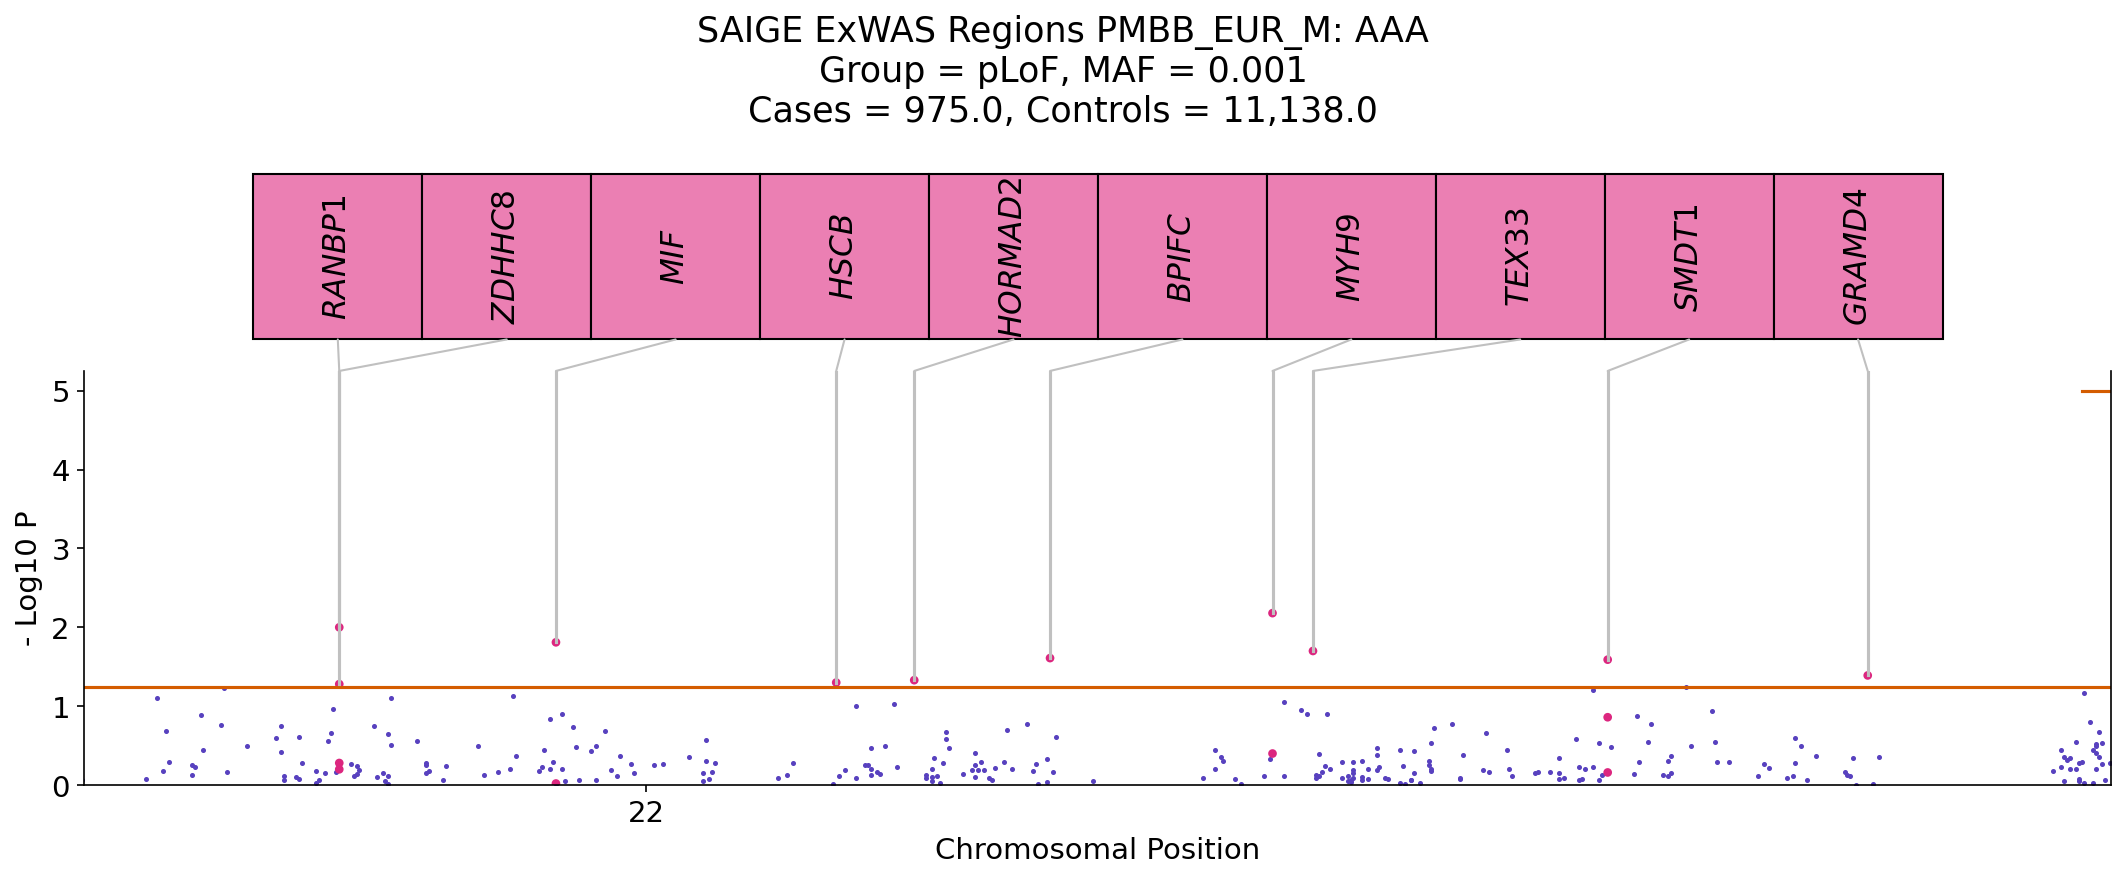 SAIGE ExWAS Regions PMBB_EUR_M: AAA
Group = pLoF, MAF = 0.001
Cases = 975.0, Controls = 11,138.0
RANBP1
ZDHHC8
MIF
HSCB
HORMAD2
BPIFC
MYH9
TEX33
SMDT1
GRAMD4
5
4
3
2
1
0
- Log10 P
22
Chromosomal Position